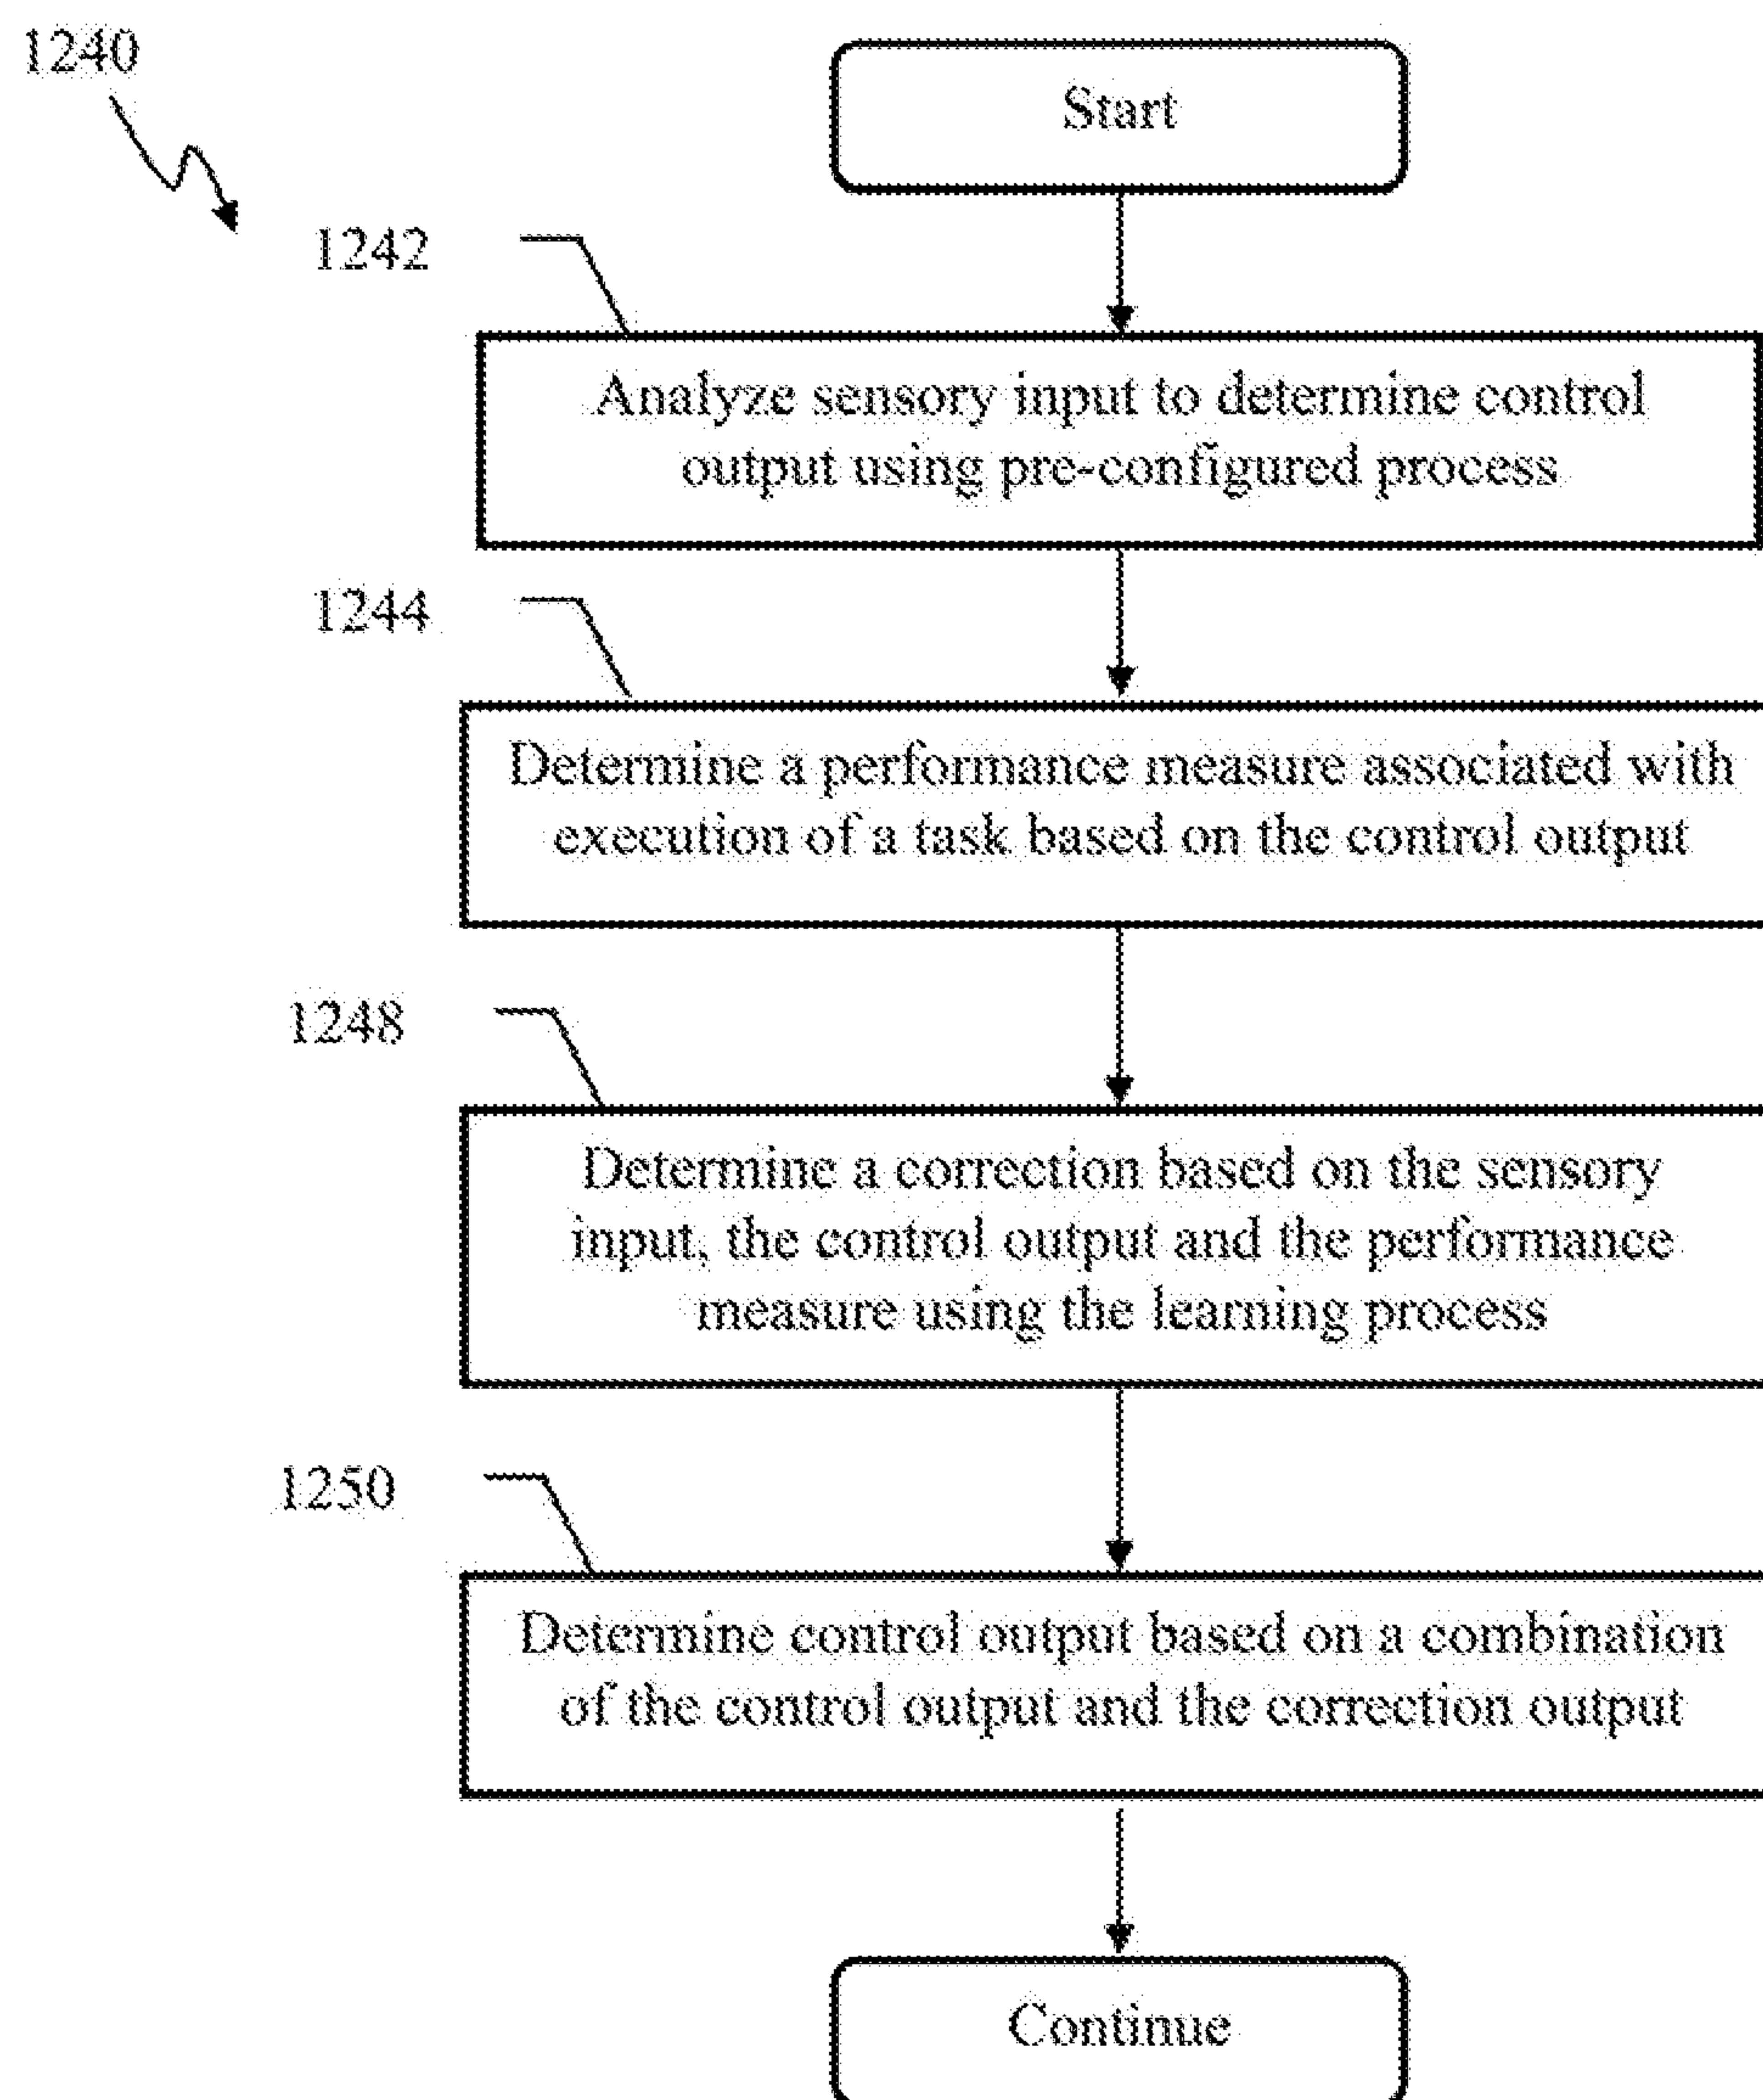 1240
Start
1242
Analyze sensory input to determine control
output using pre-configured process
1244
Determine a performance measure associated with
execution of a task based on the control output
1248
Determine a correction based on the sensory
input, the control output and the performance
measure using the learning process
1250
Determine control output based on a combination
of the control output and the correction output
Continue